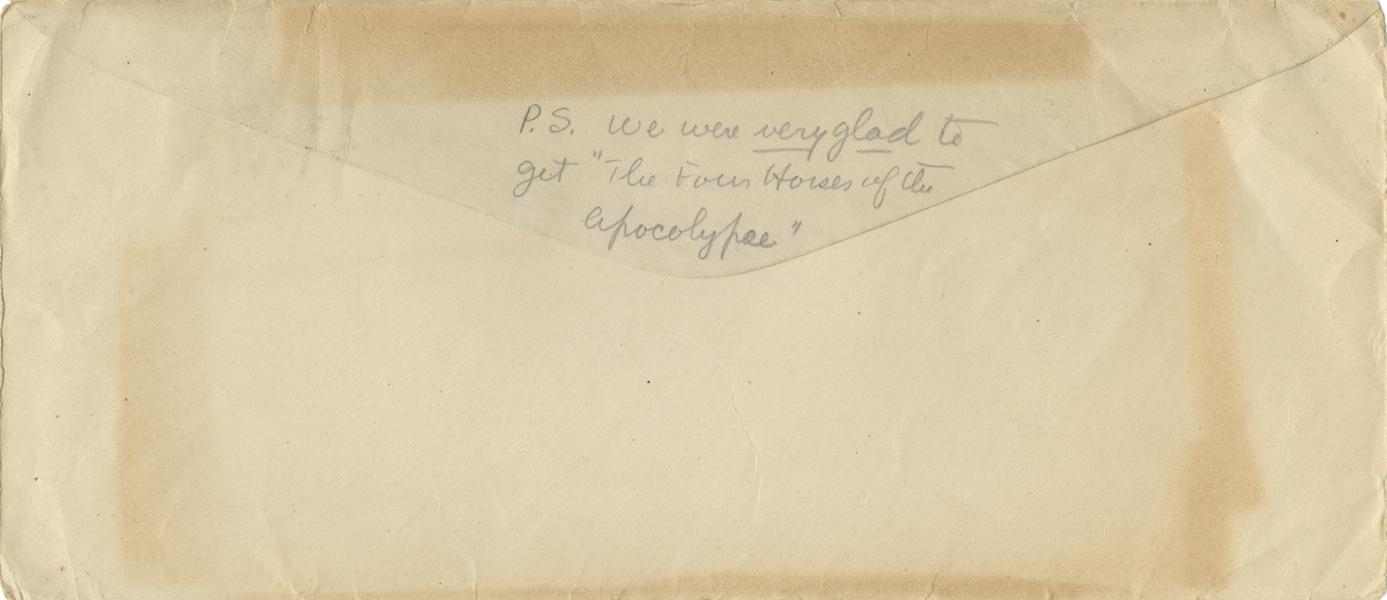 P.S. We were very glad to
get "The Four Horses of the
Apocolypse"